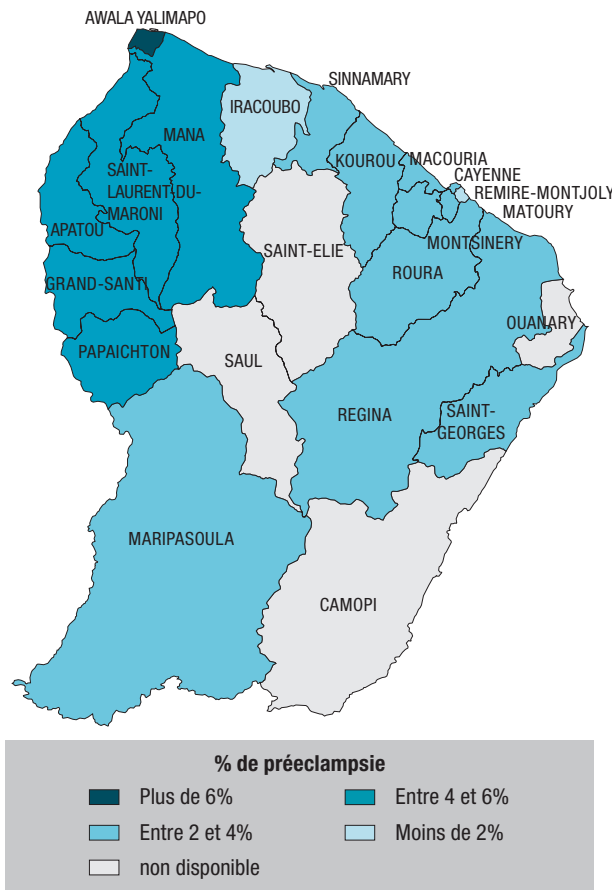 AWALA YALIMAPO
SINNAMARY
IRACOUBO
MANA
KOUROU
MACOURIA
CAYENNE
REMIRE-MONTJOLY
MATOURY
SAINT-
LAURENT-DU-
MARONI
APATOU
SAINT-ELIE
MONTSINERY
ROURA
GRAND-SANTI
OUANARY
PAPAICHTON
SAUL
REGINA
SAINT-
GEORGES
MARIPASOULA
CAMOPI
% de préeclampsie
Plus de 6%
Entre 4 et 6%
Entre 2 et 4%
Moins de 2%
non disponible